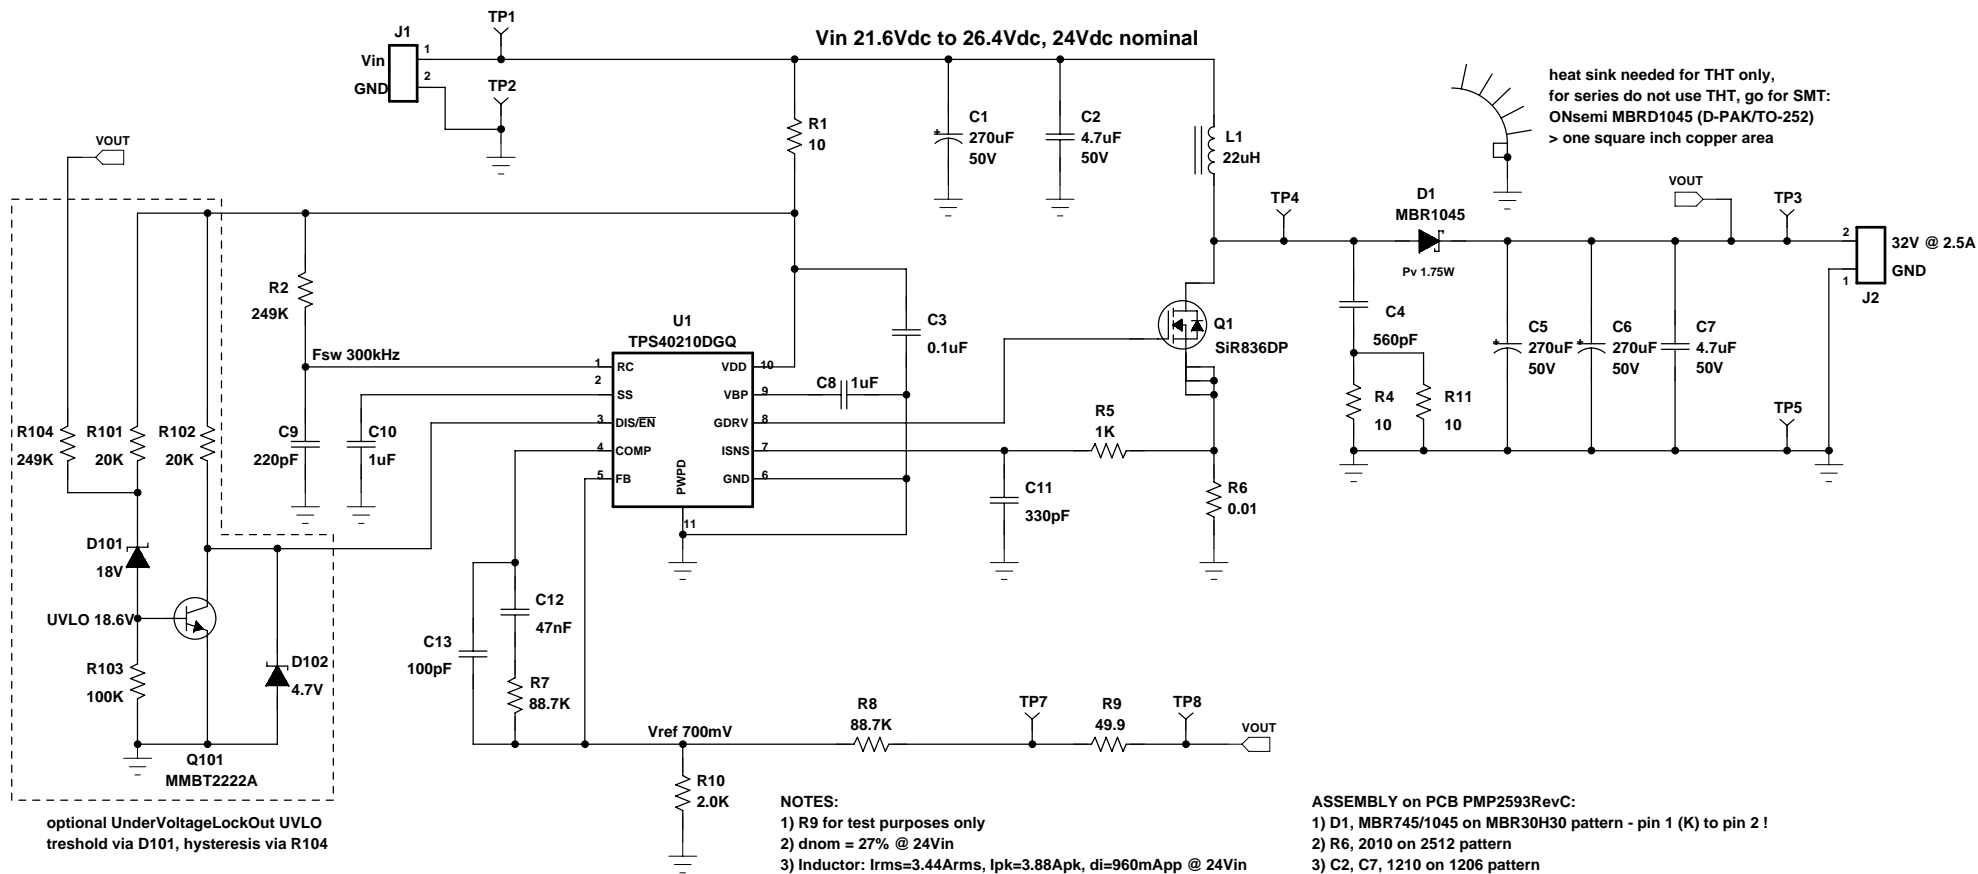 TP1
J1
Vin 21.6Vdc to 26.4Vdc, 24Vdc nominal
Vin
1
2
GND
TP2
heat sink needed for THT only,
for series do not use THT, go for SMT:
ONsemi MBRD1045 (D-PAK/TO-252)
> one square inch copper area
VOUT
R1
10
C1
270uF
50V
C2
4.7uF
50V
L1
22uH
TP4
D1
MBR1045
Pv 1.75W
VOUT
TP3
2
32V @ 2.5A
GND
1
J2
R2
249K
U1
TPS40210DGQ
C3
0.1uF
Q1
SiR836DP
C4
560pF
C5
270uF
50V
C6
270uF
50V
C7
4.7uF
50V
Fsw 300kHz
1
RC
VDD
10
2
SS
VBP
9
C8
1uF
3
DIS/EN
GDRV
8
4
COMP
ISNS
7
5
FB
GND
6
PWPD
11
R5
1K
R4
10
R11
10
TP5
R104
249K
R101
20K
R102
20K
C9
220pF
C10
1uF
C11
330pF
R6
0.01
D101
18V
UVLO 18.6V
R103
100K
D102
4.7V
Q101
MMBT2222A
C12
47nF
C13
100pF
R7
88.7K
Vref 700mV
R8
88.7K
TP7
R9
49.9
TP8
VOUT
R10
2.0K
optional UnderVoltageLockOut UVLO
treshold via D101, hysteresis via R104
NOTES:
1) R9 for test purposes only
2) dnom = 27% @ 24Vin
3) Inductor: Irms=3.44Arms, Ipk=3.88Apk, di=960mApp @ 24Vin
ASSEMBLY on PCB PMP2593RevC:
1) D1, MBR745/1045 on MBR30H30 pattern - pin 1 (K) to pin 2 !
2) R6, 2010 on 2512 pattern
3) C2, C7, 1210 on 1206 pattern